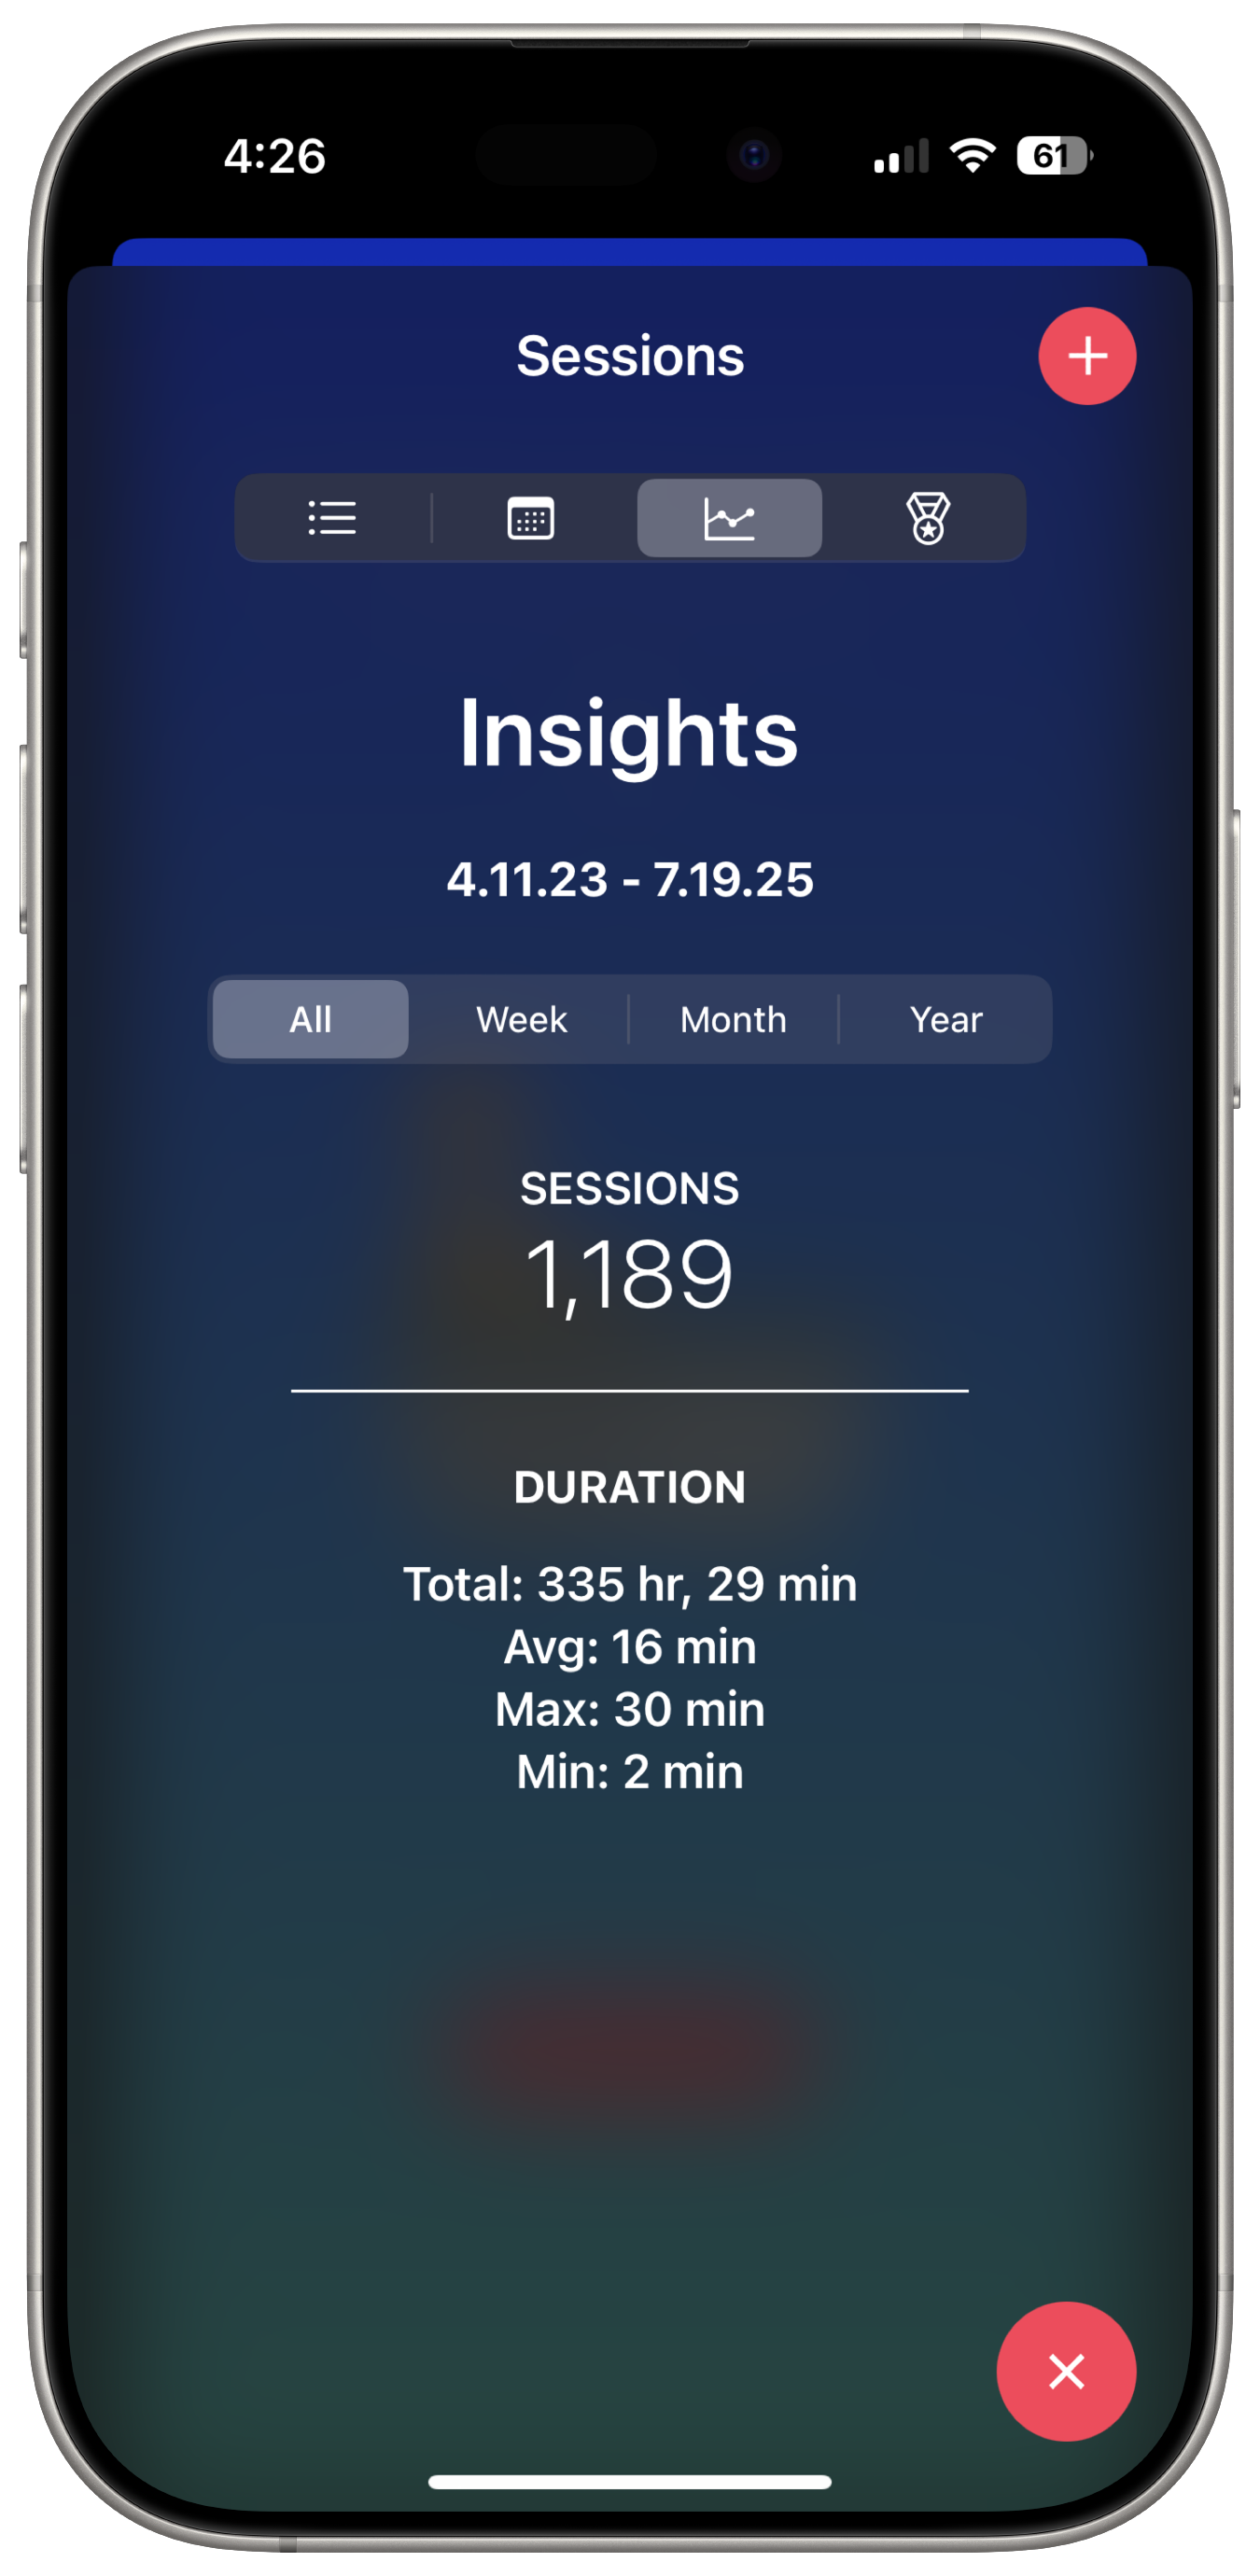 4:26
61
Sessions
Insights
4.11.23 - 7.19.25
All Week Month Year
SESSIONS
1,189
DURATION
Total: 335 hr, 29 min
Avg: 16 min
Max: 30 min
Min: 2 min